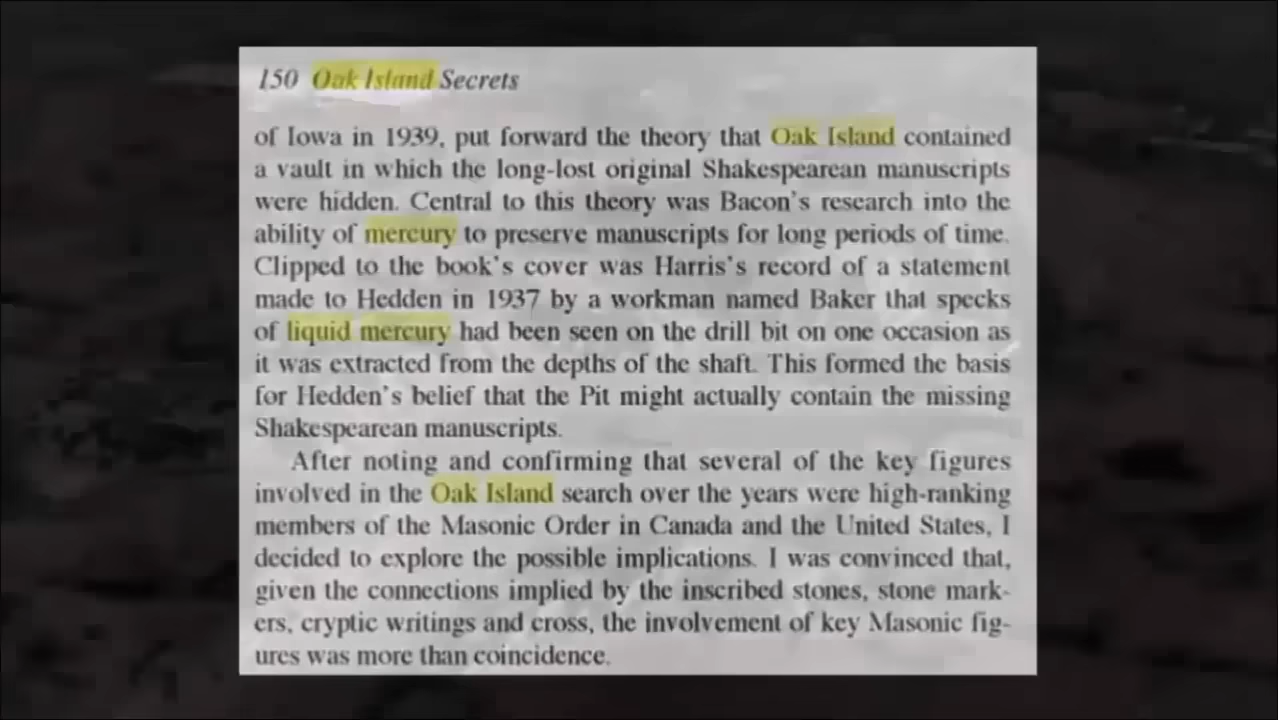 150 Oak Island Secrets
of Iowa in 1939, put forward the theory that Oak Island contained
a vault in which the long-lost original Shakespearean manuscripts
were hidden. Central to this theory was Bacon's research into the
ability of mercury to preserve manuscripts for long periods of time.
Clipped to the book's cover was Harris's record of a statement
made to Hedden in 1937 by a workman named Baker that specks
of liquid mercury had been seen on the drill bit on one occasion as
it was extracted from the depths of the shaft. This formed the basis
for Hedden's belief that the Pit might actually contain the missing
Shakespearean manuscripts.
After noting and confirming that several of the key figures
involved in the Oak Island search over the years were high-ranking
members of the Masonic Order in Canada and the United States, I
decided to explore the possible implications. I was convinced that,
given the connections implied by the inscribed stones, stone mark-
ers, cryptic writings and cross, the involvement of key Masonic fig-
ures was more than coincidence.